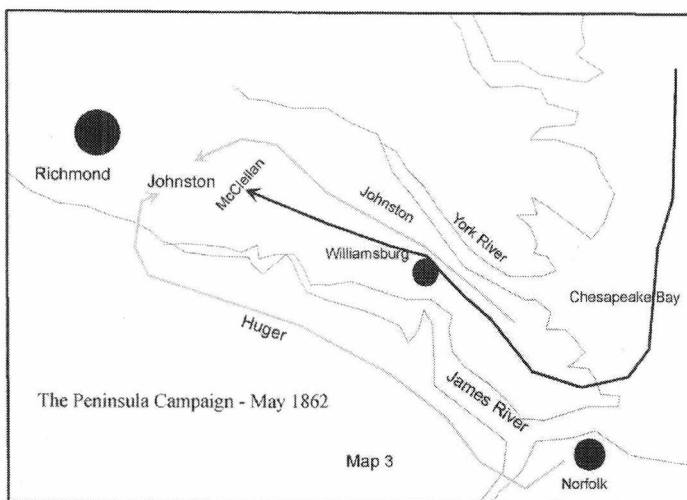 Richmond
Johnston
McClellan
Johnston
York River
Williamsburg
Chesapeake Bay
Huger
James River
The Peninsula Campaign - May 1862
Map 3
Norfolk